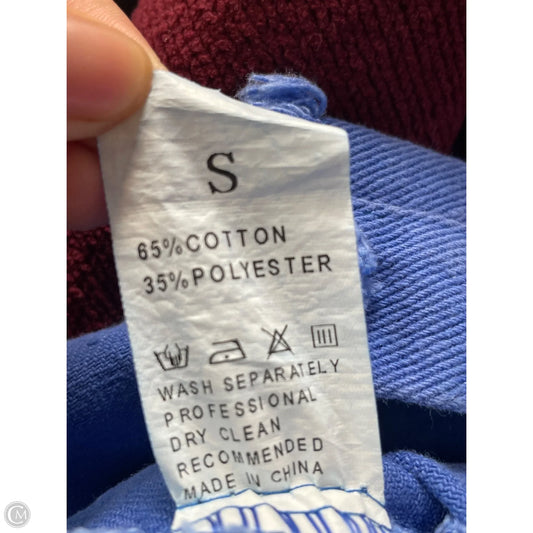 S
65%COTTON
35%POLYESTER
WASH SEPARATELY
PROFESSIONAL
DRY CLEAN
RECOMMENDED
MADE IN CHINA